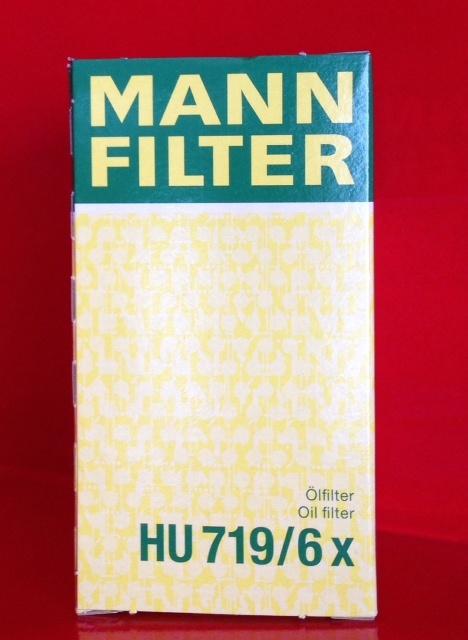 MANN
FILTER
Ölfilter
Oil filter
HU 719/6 x